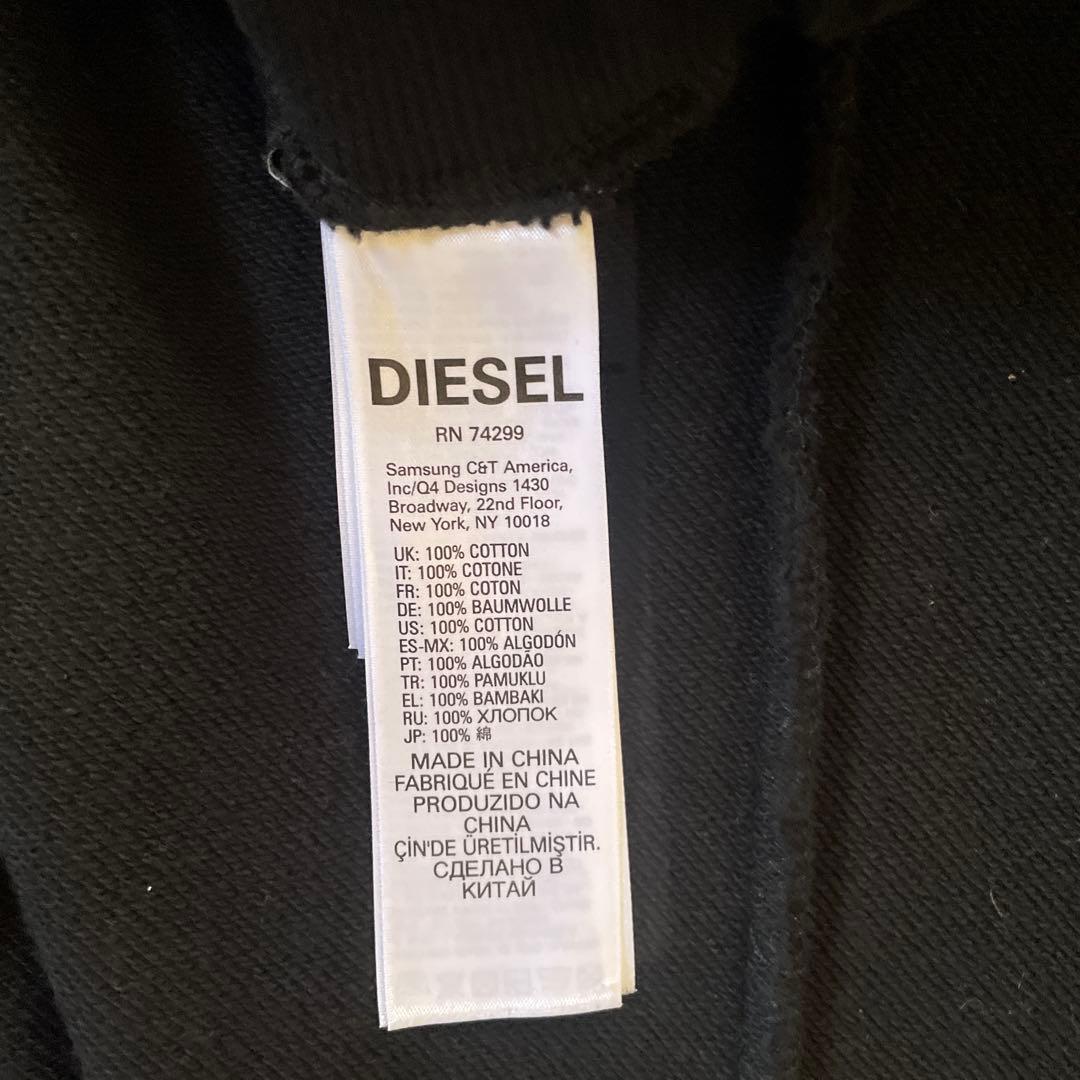 DIESEL
RN 74299
Samsung C&T America,
Inc/Q4 Designs 1430
Broadway, 22nd Floor,
New York, NY 10018
UK: 100% COTTON
IT: 100% COTONE
FR: 100% COTON
DE: 100% BAUMWOLLE
US: 100% COTTON
ES-MX: 100% ALGODÓN
PT: 100% ALGODÃO
TR: 100% PAMUKLU
EL: 100% BAMBAKI
RU: 100% ХЛОПОК
JP: 100% 綿
MADE IN CHINA
FABRIQUÉ EN CHINE
PRODUZIDO NA
CHINA
ÇİN'DE ÜRETİLMİŞTİR.
СДЕЛАНО В
КИТАЙ